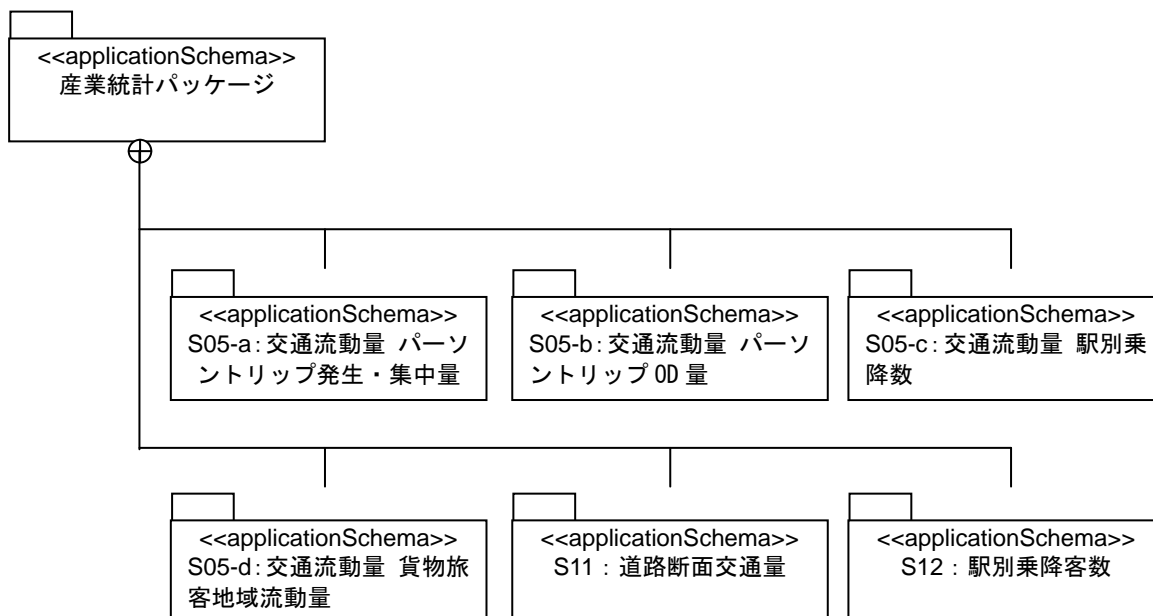 <<applicationSchema>>
産業統計パッケージ
<<applicationSchema>>
S05-a:交通流動量 パーソ
ントリップ発生・集中量
<<applicationSchema>>
S05-b:交通流動量 パーソ
ントリップ OD 量
<<applicationSchema>>
S05-c:交通流動量 駅別乗
降数
<<applicationSchema>>
S05-d:交通流動量 貨物旅
客地域流動量
<<applicationSchema>>
S11：道路断面交通量
<<applicationSchema>>
S12：駅別乗降客数